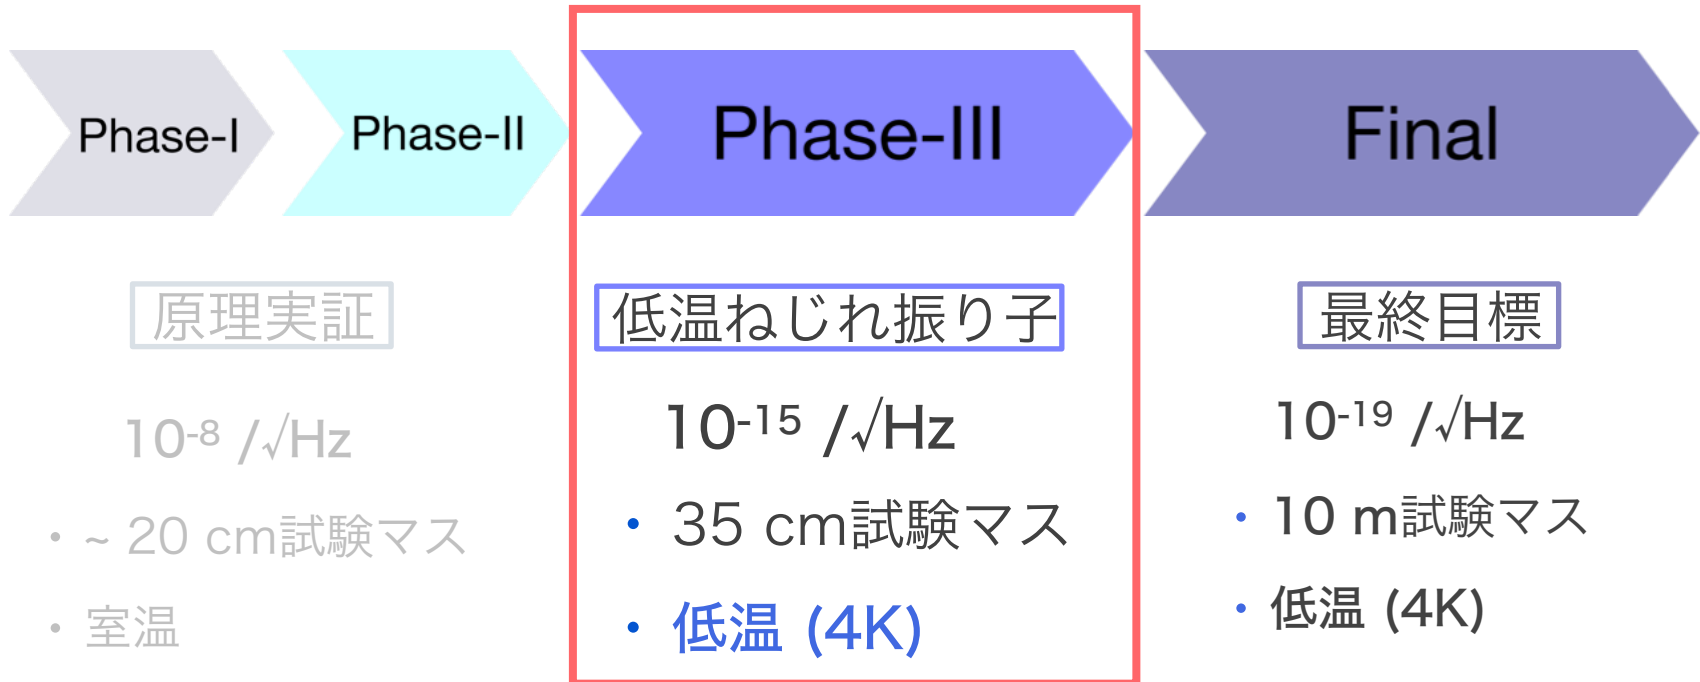 Phase-I
Phase-II
Phase-III
Final
原理実証
10-8 /√Hz
・ ~ 20 cm試験マス
・ 室温
低温ねじれ振り子
10-15 /√Hz
・ 35 cm試験マス
・ 低温 (4K)
最終目標
10-19 /√Hz
・ 10 m試験マス
・ 低温 (4K)